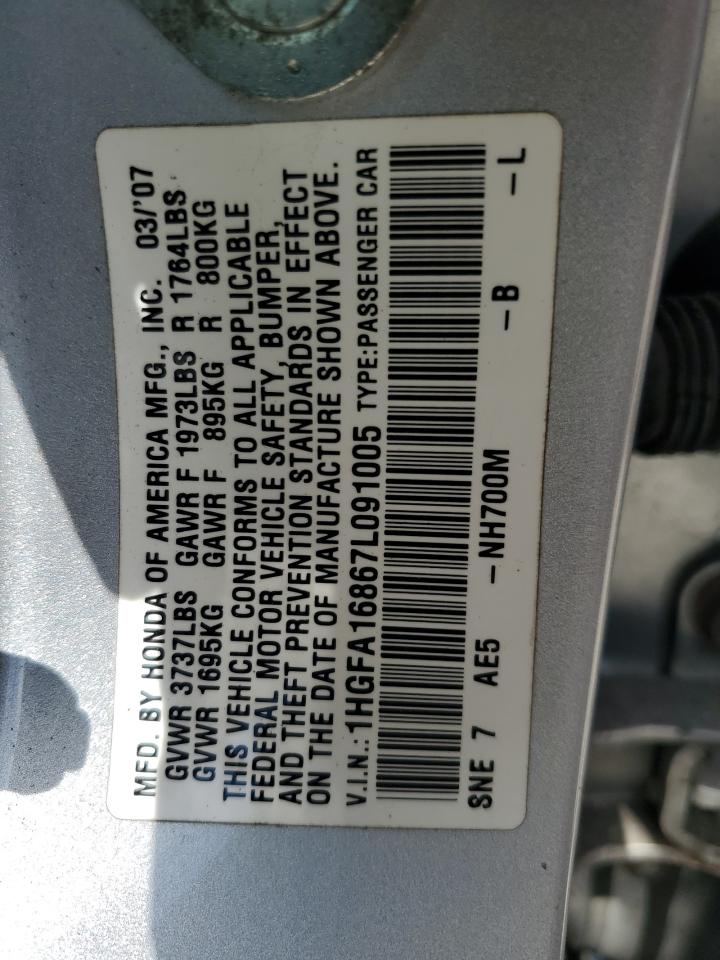 MFD. BY HONDA OF AMERICA MFG., INC. 03/'07
GVWR 3737LBS GAWR F 1973LBS R 1764LBS
GVWR 1695KG GAWR F 895KG R 800KG
THIS VEHICLE CONFORMS TO ALL APPLICABLE
FEDERAL MOTOR VEHICLE SAFETY, BUMPER,
AND THEFT PREVENTION STANDARDS IN EFFECT
ON THE DATE OF MANUFACTURE SHOWN ABOVE.
V.I.N.: 1HGFA16867L091005 TYPE:PASSENGER CAR
SNE 7 AE5 -NH700M -B -L